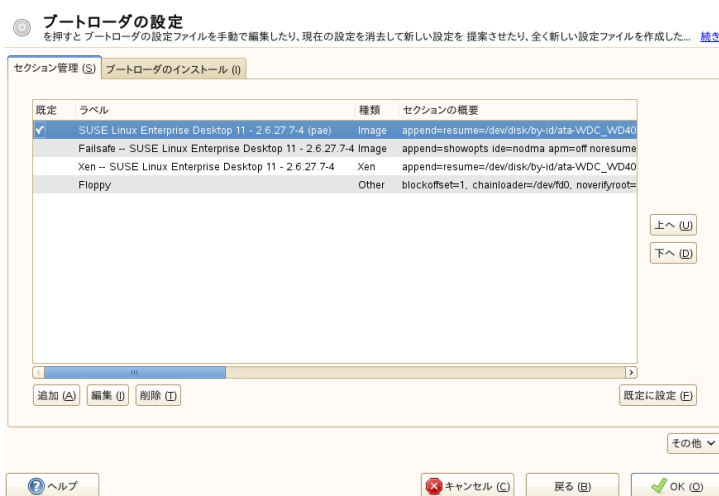 ブートローダの設定
を押すと ブートローダの設定ファイルを手動で編集したり、現在の設定を消去して新しい設定を 提案させたり、全く新しい設定ファイルを作成した... 続き
セクション管理 (S) ブートローダのインストール (I)
既定 ラベル 種類 セクションの概要
SUSE Linux Enterprise Desktop 11 - 2.6.27.7-4 (pae) Image append=resume=/dev/disk/by-id/ata-WDC_WD40
Failsafe -- SUSE Linux Enterprise Desktop 11 - 2.6.27.7-4 Image append=showopts ide=nodma apm=off noresume
Xen -- SUSE Linux Enterprise Desktop 11 - 2.6.27.7-4 Xen append=resume=/dev/disk/by-id/ata-WDC_WD40
Floppy Other blockoffset=1, chainloader=/dev/fd0, noverifyroot=
上へ (U)
下へ (D)
追加 (A) 編集 (I) 削除 (T) 既定に設定 (F)
その他
ヘルプ キャンセル (C) 戻る (B) OK (O)